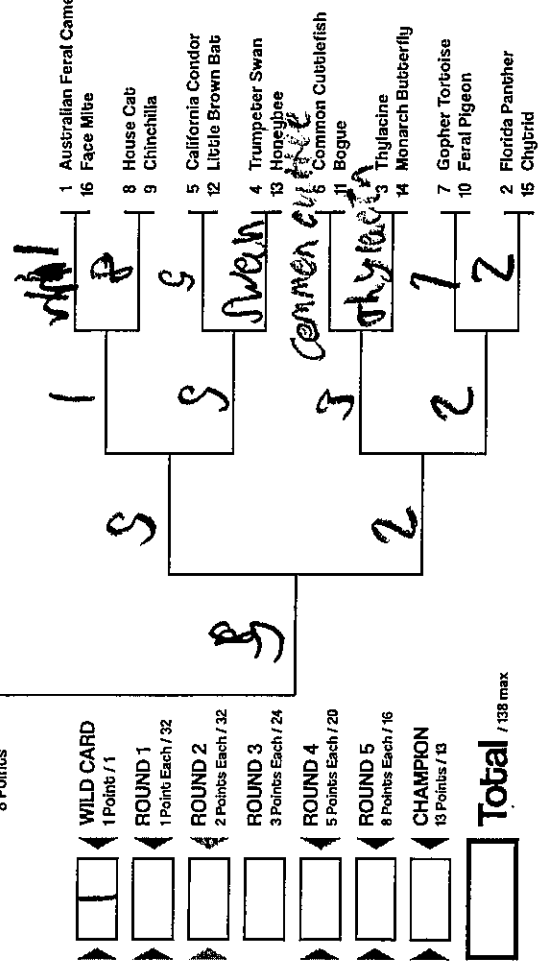 8 Points
1 Australian Feral Came
16 Face Mite
8 House Cat
9 Chinchilla
5 California Condor
12 Little Brown Bat
4 Trumpeter Swan
13 Honeybee
6 Common Cuttlefish
11 Bogue
3 Thylacine
14 Monarch Butterfly
7 Gopher Tortoise
10 Feral Pigeon
2 Florida Panther
15 Chytrid
1
8
5
Swan
Common cuttle
thylacin
7
2
1
5
3
2
5
2
WILD CARD
1 Point / 1
1
ROUND 1
1 Point Each / 32
ROUND 2
2 Points Each / 32
ROUND 3
3 Points Each / 24
ROUND 4
5 Points Each / 20
ROUND 5
8 Points Each / 16
CHAMPION
13 Points / 13
Total / 138 max